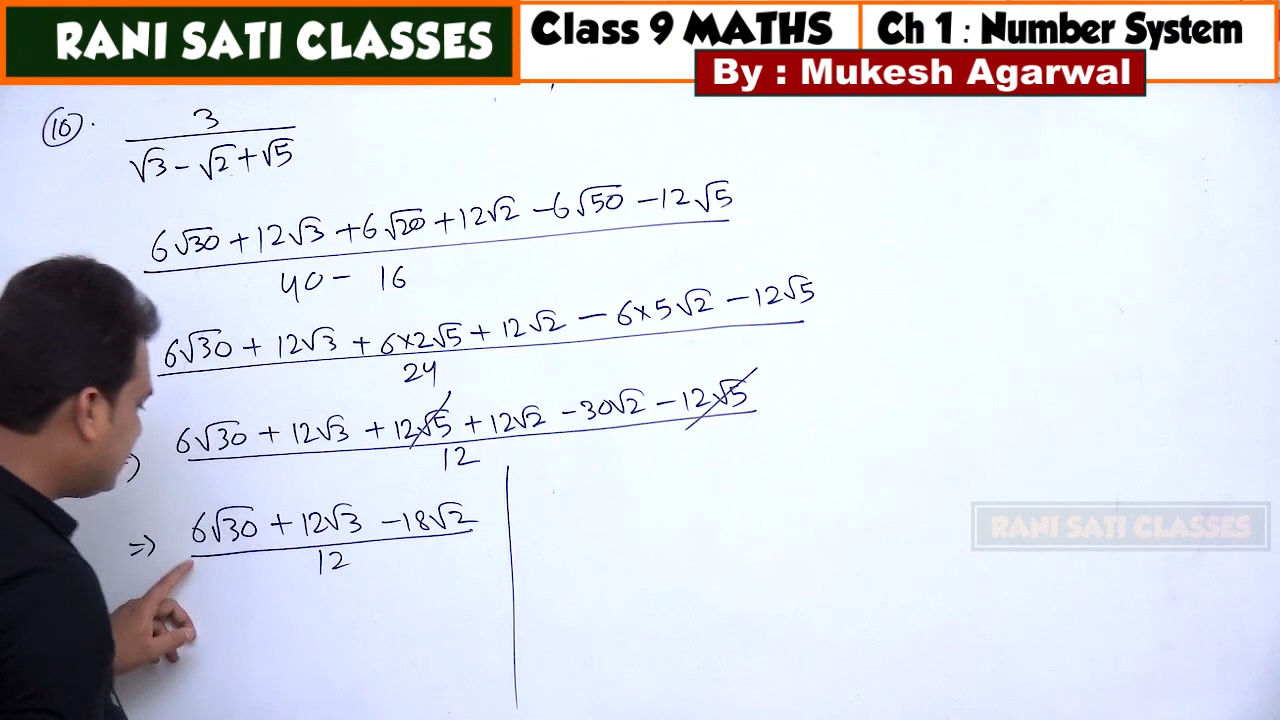 RANI SATI CLASSES
Class 9 MATHS
Ch 1 : Number System
By : Mukesh Agarwal
(10). 3 / (√3 - √2 + √5)
(6√30 + 12√3 + 6√20 + 12√2 - 6√50 - 12√5) / (40 - 16)
(6√30 + 12√3 + 6×2√5 + 12√2 - 6×5√2 - 12√5) / 24
⇒ (6√30 + 12√3 + 12√5 + 12√2 - 30√2 - 12√5) / 12
⇒ (6√30 + 12√3 - 18√2) / 12
RANI SATI CLASSES